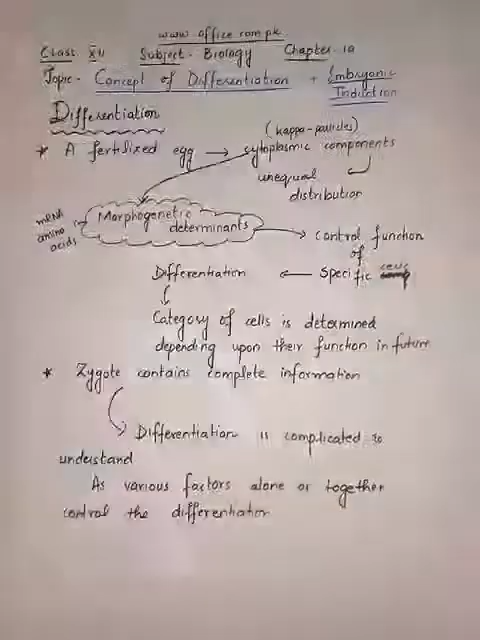 www.office.com.pk
Class XII Subject - Biology Chapter 19
Topic - Concept of Differentiation + Embryonic Induction
Differentiation
(kappa-particles)
* A fertilized egg → cytoplasmic components
unequal
distribution
mRNA
amino
acids
Morphogenetic
determinants
control function
of
Differentiation ← Specific cells
Category of cells is determined
depending upon their function in future
* Zygote contains complete information
Differentiation is complicated to
understand
As various factors alone or together
control the differentiation